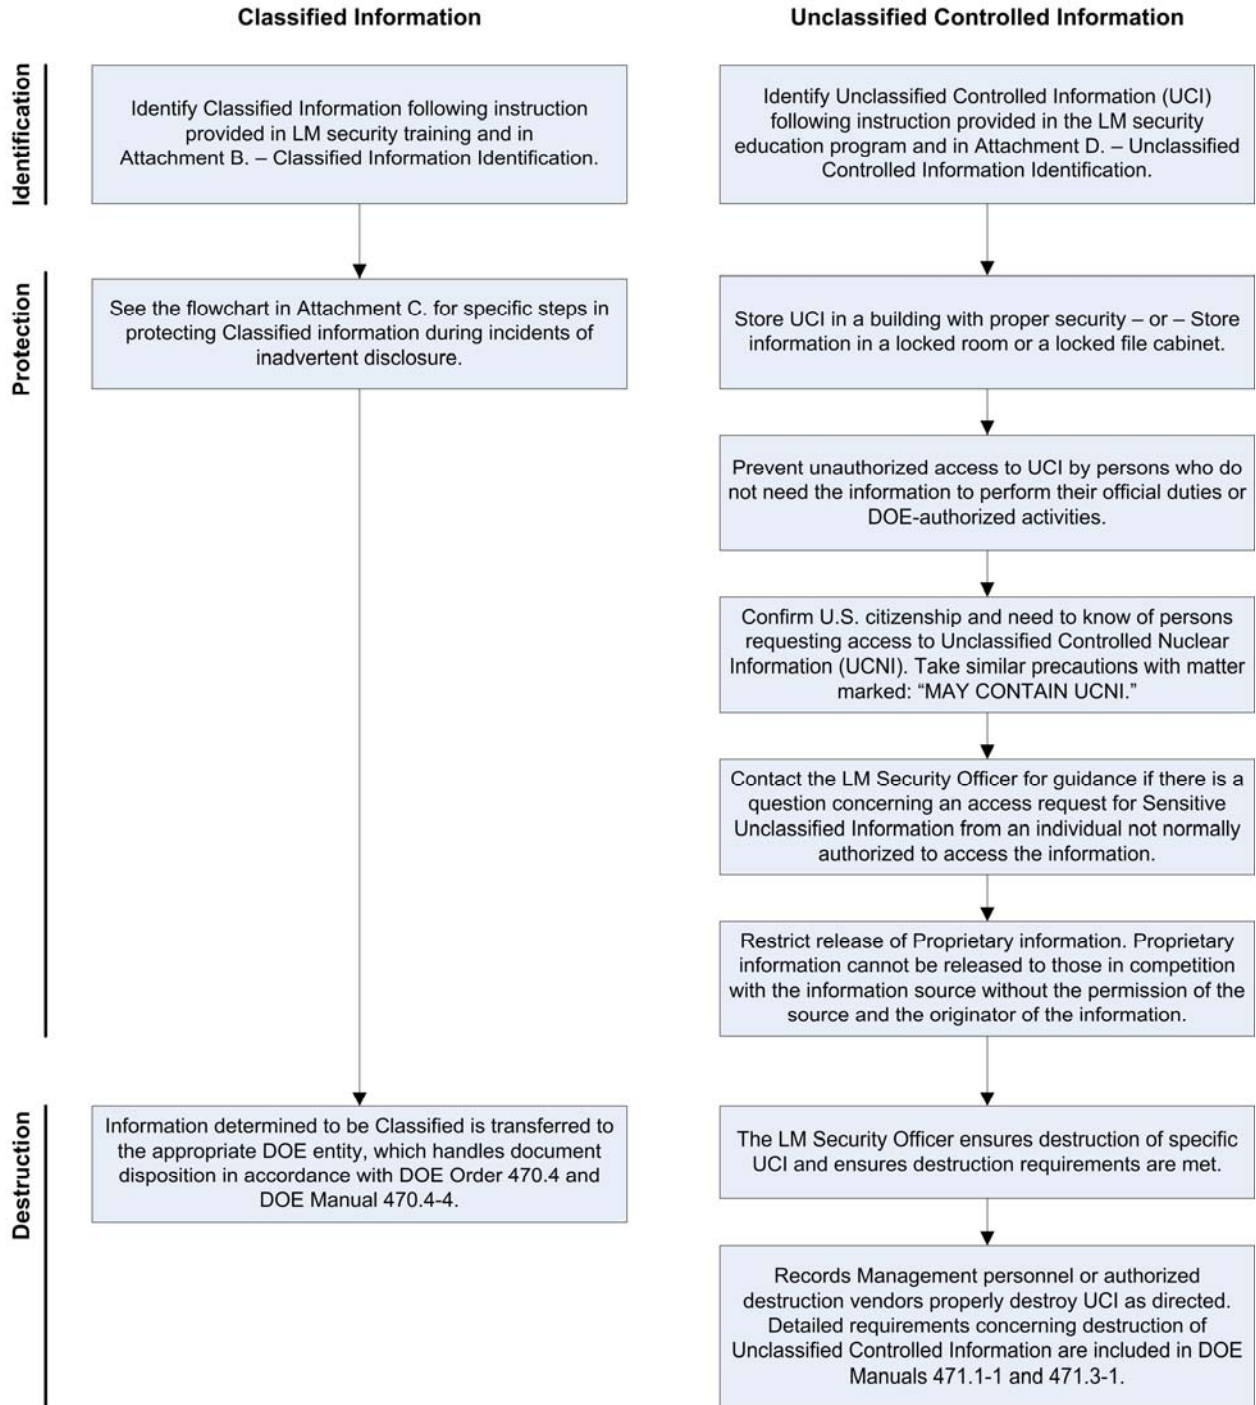 Classified Information
Unclassified Controlled Information
Identification
Identify Classified Information following instruction
provided in LM security training and in
Attachment B. – Classified Information Identification.
Identify Unclassified Controlled Information (UCI)
following instruction provided in the LM security
education program and in Attachment D. – Unclassified
Controlled Information Identification.
Protection
See the flowchart in Attachment C. for specific steps in
protecting Classified information during incidents of
inadvertent disclosure.
Store UCI in a building with proper security – or – Store
information in a locked room or a locked file cabinet.
Prevent unauthorized access to UCI by persons who do
not need the information to perform their official duties or
DOE-authorized activities.
Confirm U.S. citizenship and need to know of persons
requesting access to Unclassified Controlled Nuclear
Information (UCNI). Take similar precautions with matter
marked: “MAY CONTAIN UCNI.”
Contact the LM Security Officer for guidance if there is a
question concerning an access request for Sensitive
Unclassified Information from an individual not normally
authorized to access the information.
Restrict release of Proprietary information. Proprietary
information cannot be released to those in competition
with the information source without the permission of the
source and the originator of the information.
Destruction
Information determined to be Classified is transferred to
the appropriate DOE entity, which handles document
disposition in accordance with DOE Order 470.4 and
DOE Manual 470.4-4.
The LM Security Officer ensures destruction of specific
UCI and ensures destruction requirements are met.
Records Management personnel or authorized
destruction vendors properly destroy UCI as directed.
Detailed requirements concerning destruction of
Unclassified Controlled Information are included in DOE
Manuals 471.1-1 and 471.3-1.